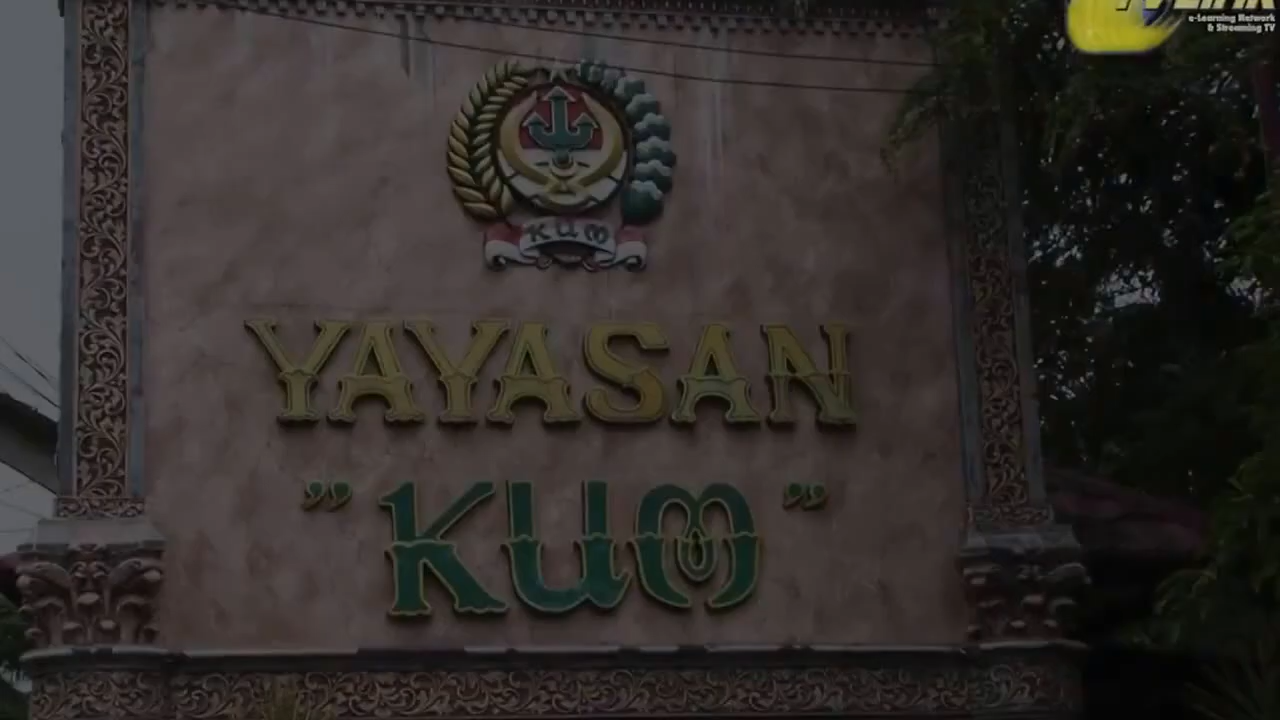 e-Learning Network
& Streaming TV
KUM
YAYASAN
"KUM"